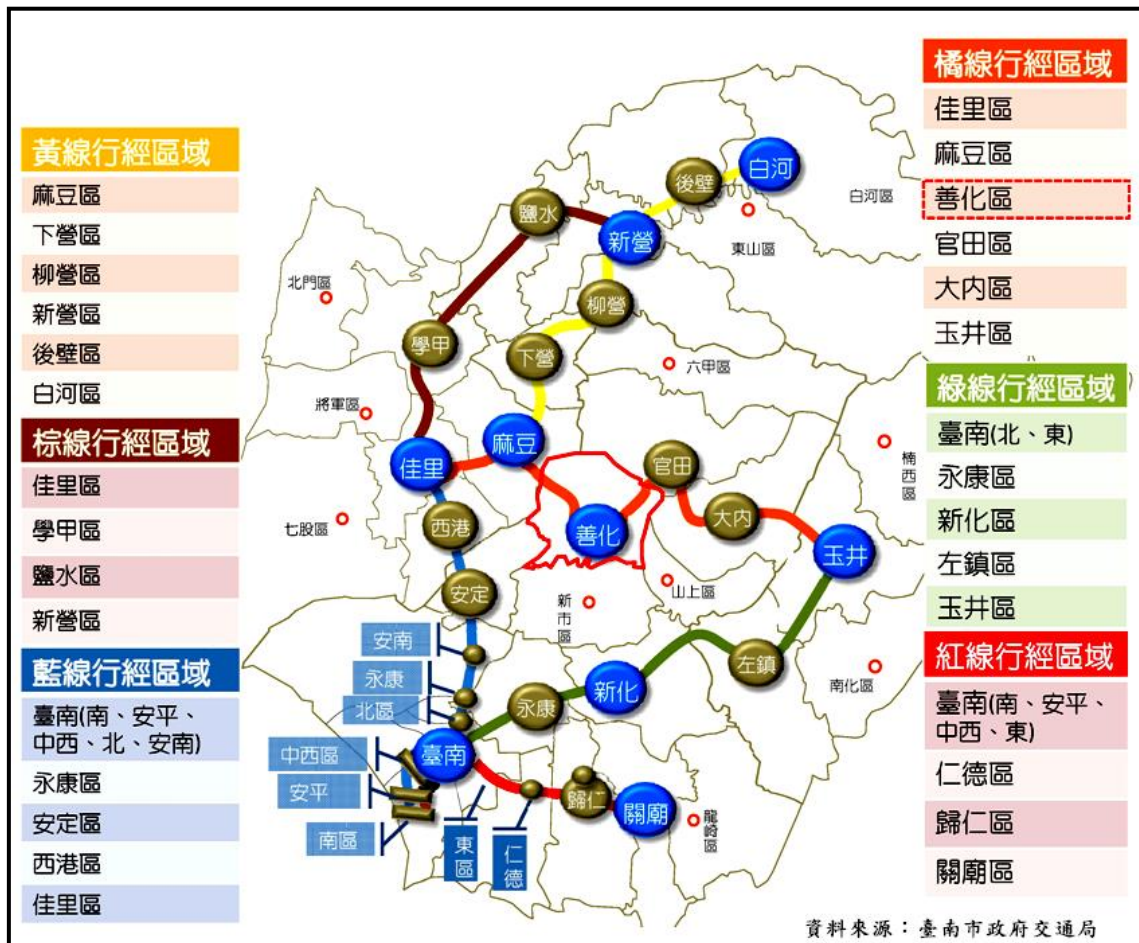 黃線行經區域
麻豆區
下營區
柳營區
新營區
後壁區
白河區
棕線行經區域
佳里區
學甲區
鹽水區
新營區
藍線行經區域
臺南(南、安平、
中西、北、安南)
永康區
安定區
西港區
佳里區
白河
後壁
白河區
鹽水
新營
東山區
北門區
柳營
學甲
下營
六甲區
將軍區
麻豆
佳里
官田
楠西區
七股區
西港
善化
大內
玉井
安定
新市區
山上區
安南
左鎮
永康
新化
南化區
北區
永康
中西區
臺南
安平
歸仁
關廟
龍崎區
南區
東區
仁德
橘線行經區域
佳里區
麻豆區
善化區
官田區
大內區
玉井區
綠線行經區域
臺南(北、東)
永康區
新化區
左鎮區
玉井區
紅線行經區域
臺南(南、安平、
中西、東)
仁德區
歸仁區
關廟區
資料來源：臺南市政府交通局